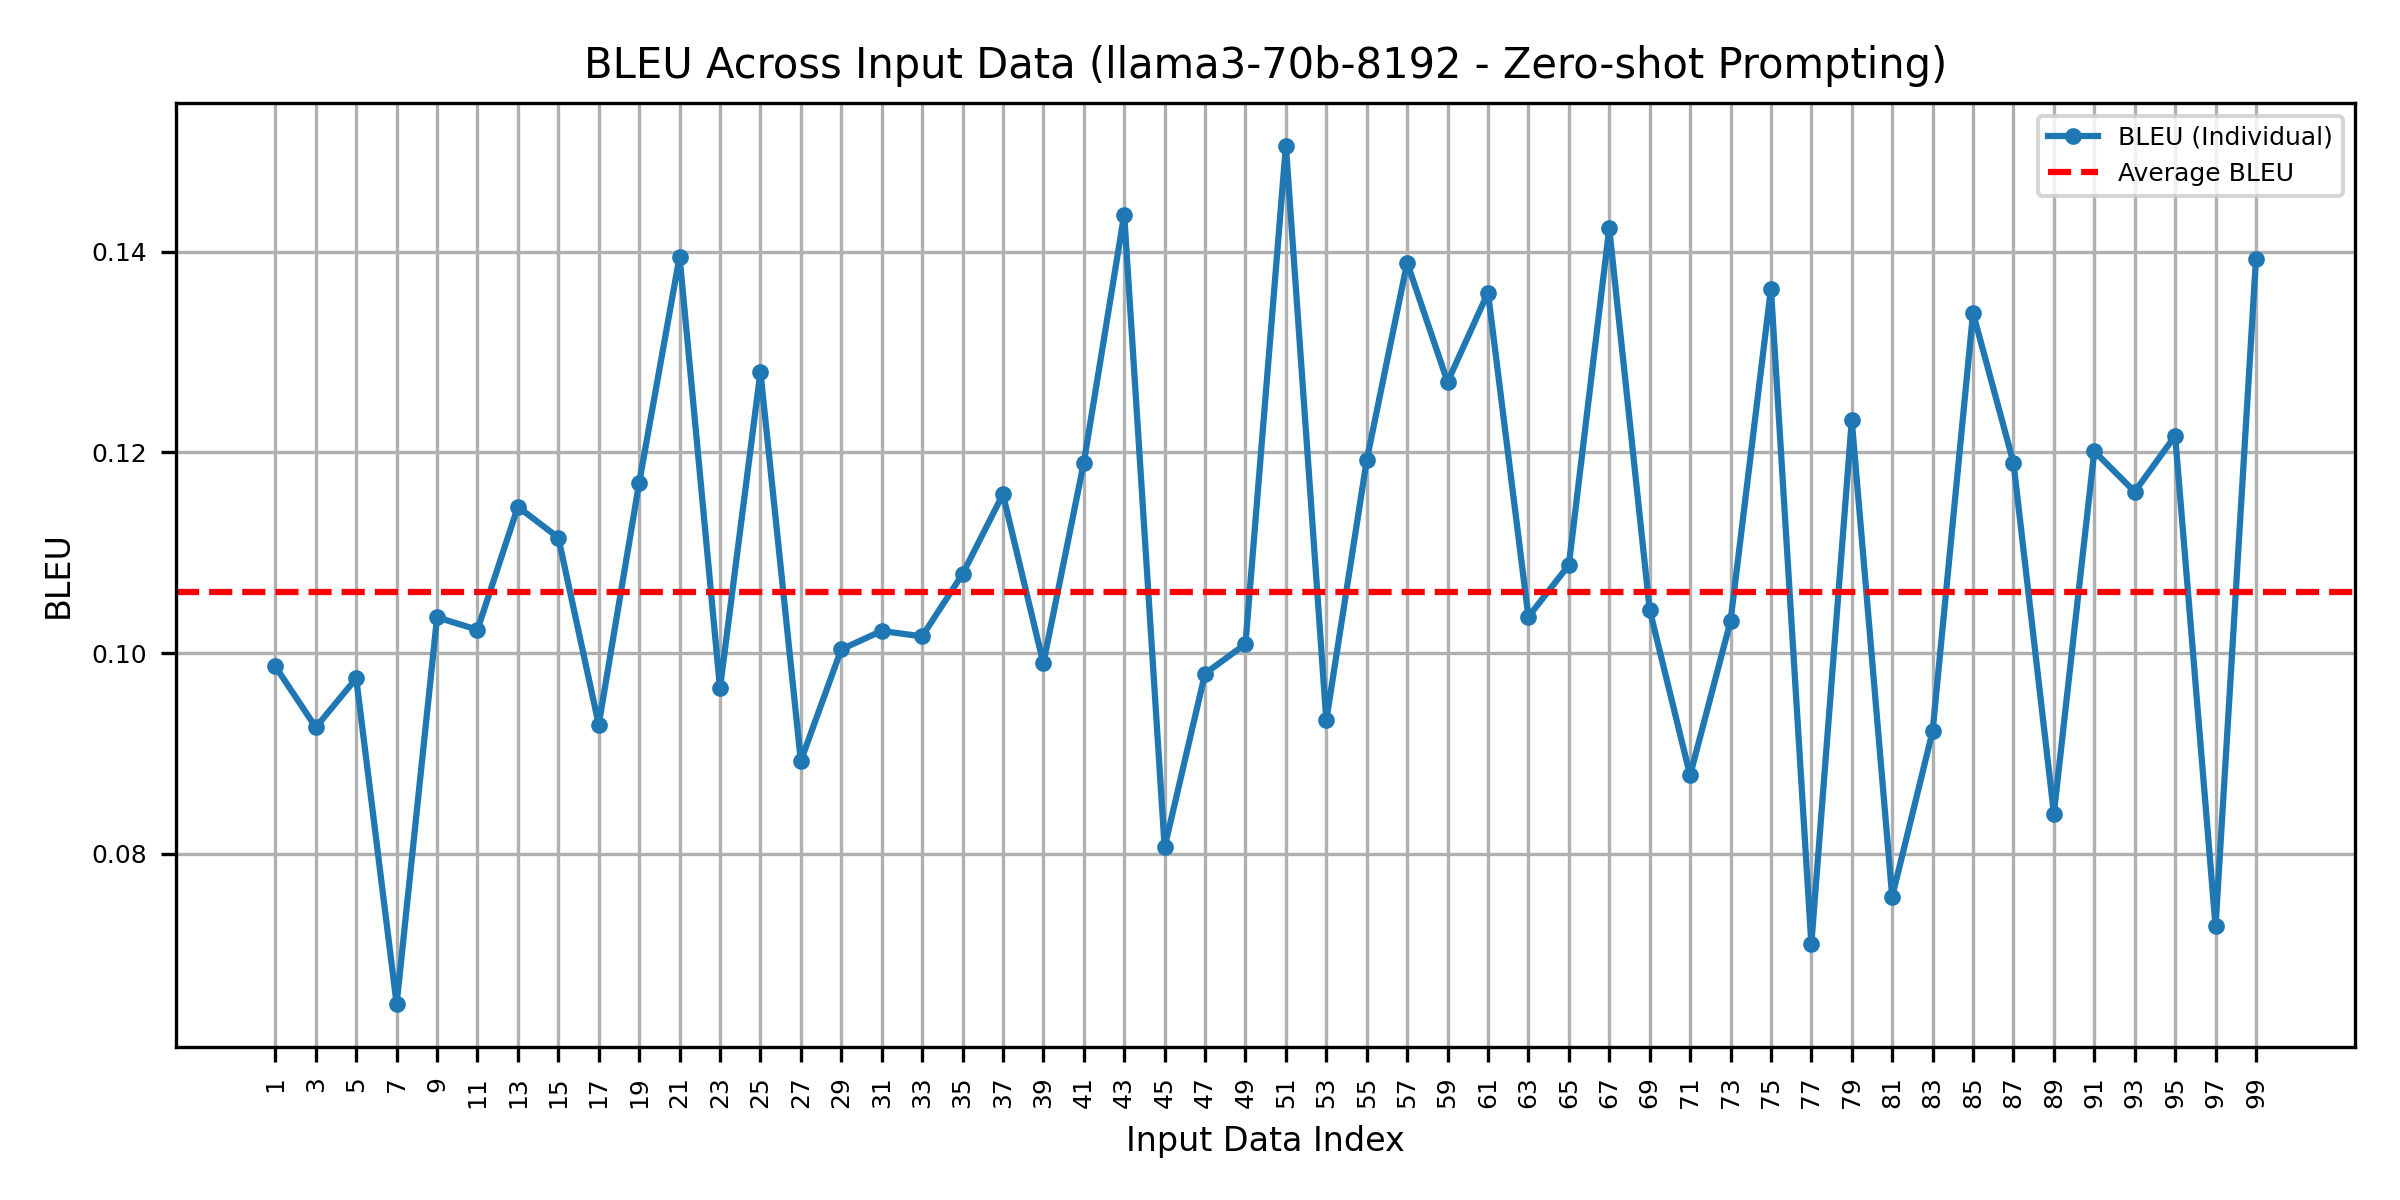 BLEU Across Input Data (llama3-70b-8192 - Zero-shot Prompting)
BLEU (Individual)
Average BLEU
BLEU
0.14
0.12
0.10
0.08
1 3 5 7 9 11 13 15 17 19 21 23 25 27 29 31 33 35 37 39 41 43 45 47 49 51 53 55 57 59 61 63 65 67 69 71 73 75 77 79 81 83 85 87 89 91 93 95 97 99
Input Data Index